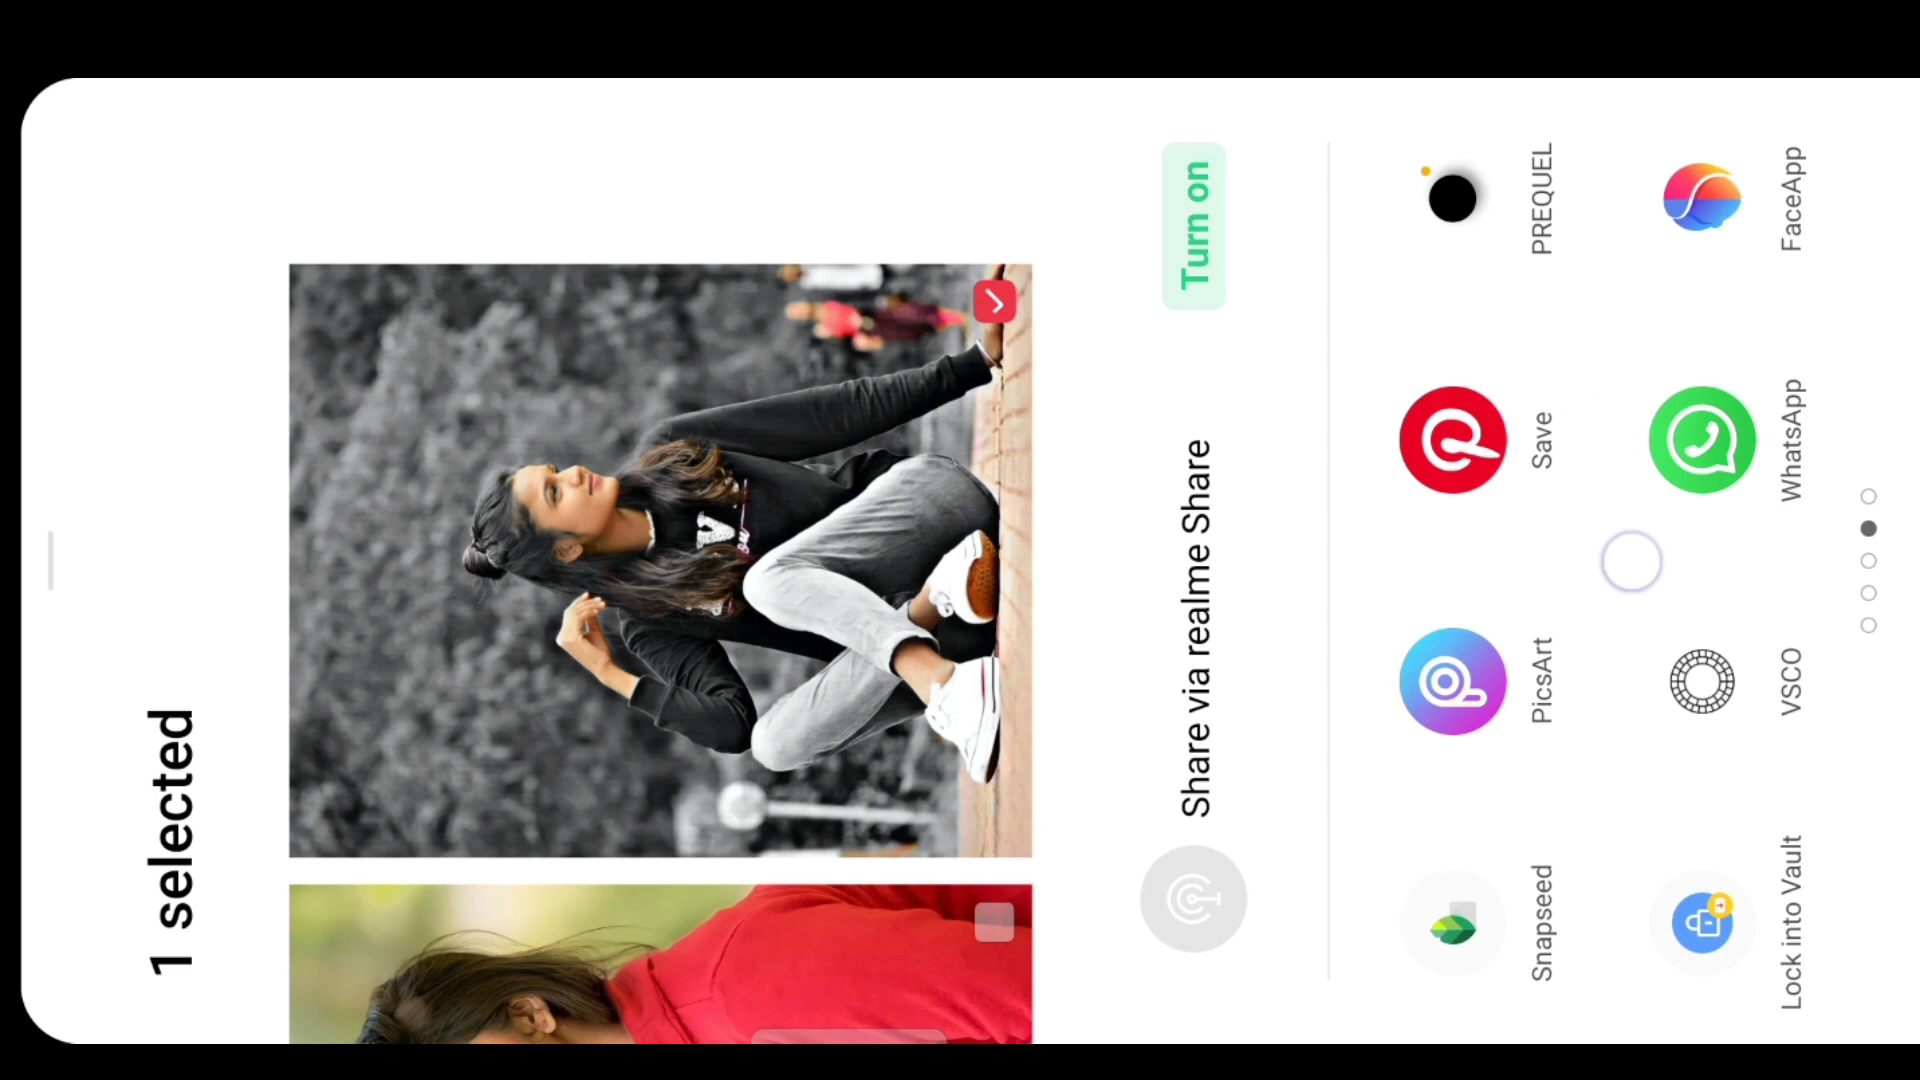 1 selected
Share via realme Share
Turn on
Snapseed
PicsArt
Save
PREQUEL
Lock into Vault
VSCO
WhatsApp
FaceApp